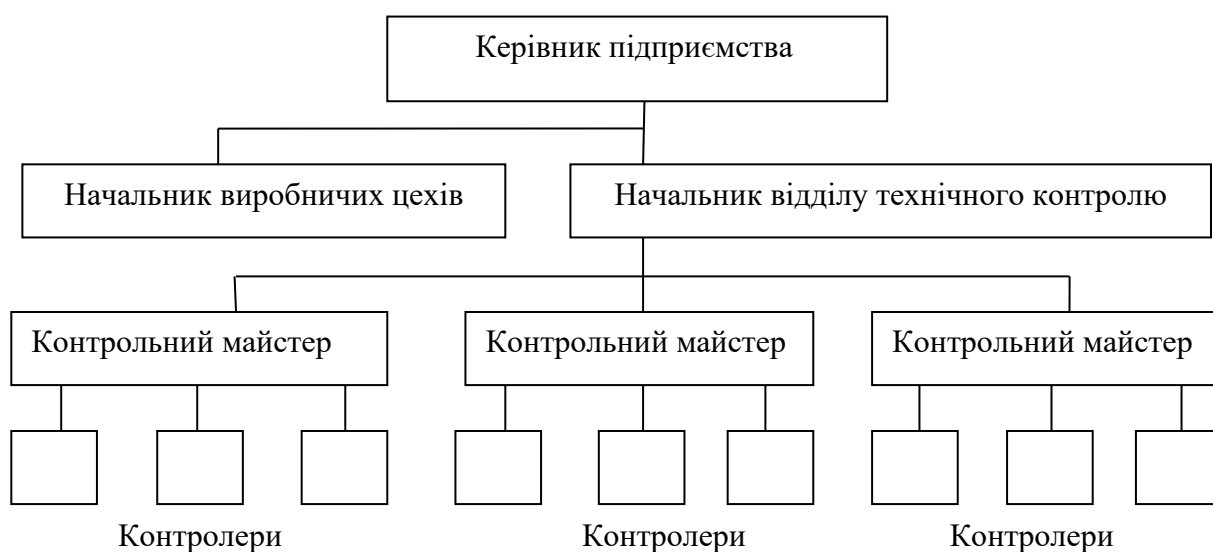 Керівник підприємства
Начальник виробничих цехів
Начальник відділу технічного контролю
Контрольний майстер
Контрольний майстер
Контрольний майстер
Контролери
Контролери
Контролери